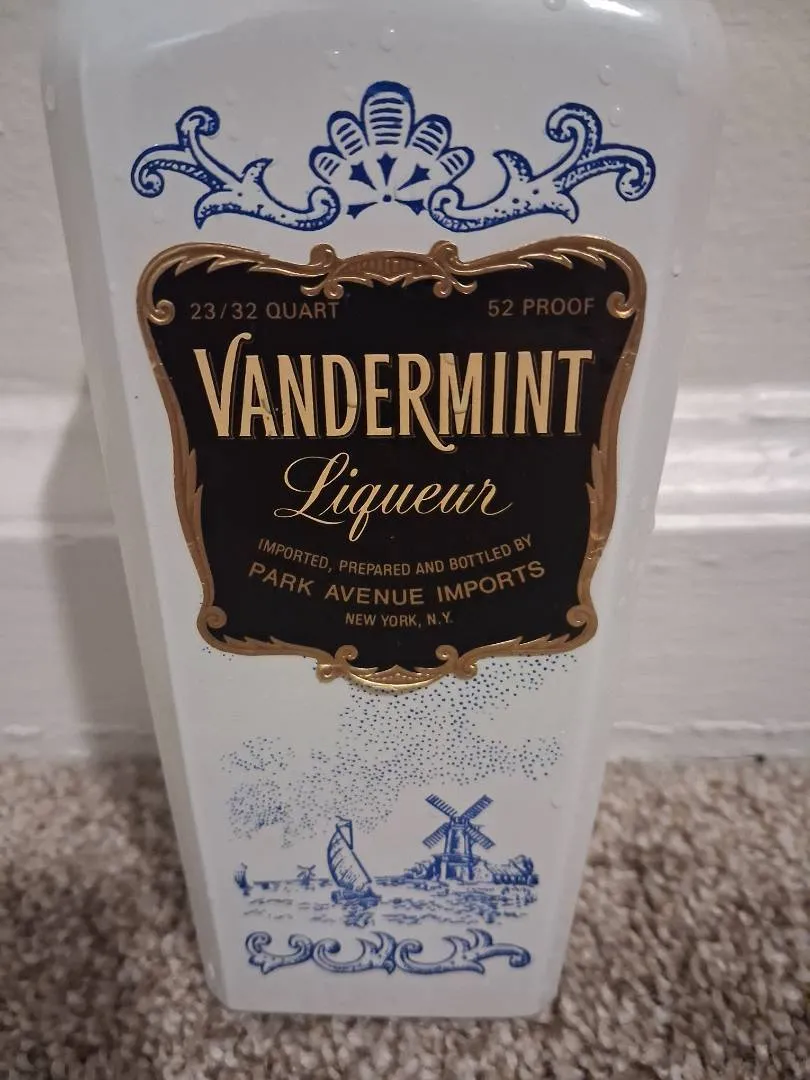 23/32 QUART 52 PROOF
VANDERMINT
Liqueur
IMPORTED, PREPARED AND BOTTLED BY
PARK AVENUE IMPORTS
NEW YORK, N.Y.